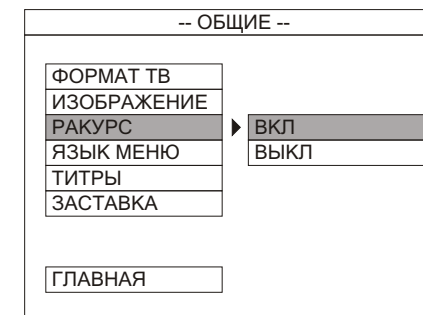 -- ОБЩИЕ --
ФОРМАТ ТВ
ИЗОБРАЖЕНИЕ
РАКУРС
ВКЛ
ЯЗЫК МЕНЮ
ВЫКЛ
ТИТРЫ
ЗАСТАВКА
ГЛАВНАЯ